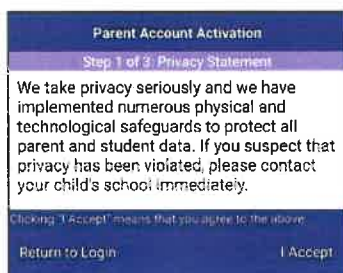 Parent Account Activation
Step 1 of 3: Privacy Statement
We take privacy seriously and we have
implemented numerous physical and
technological safeguards to protect all
parent and student data. If you suspect that
privacy has been violated, please contact
your child's school immediately.
Clicking "I Accept" means that you agree to the above
Return to Login
I Accept